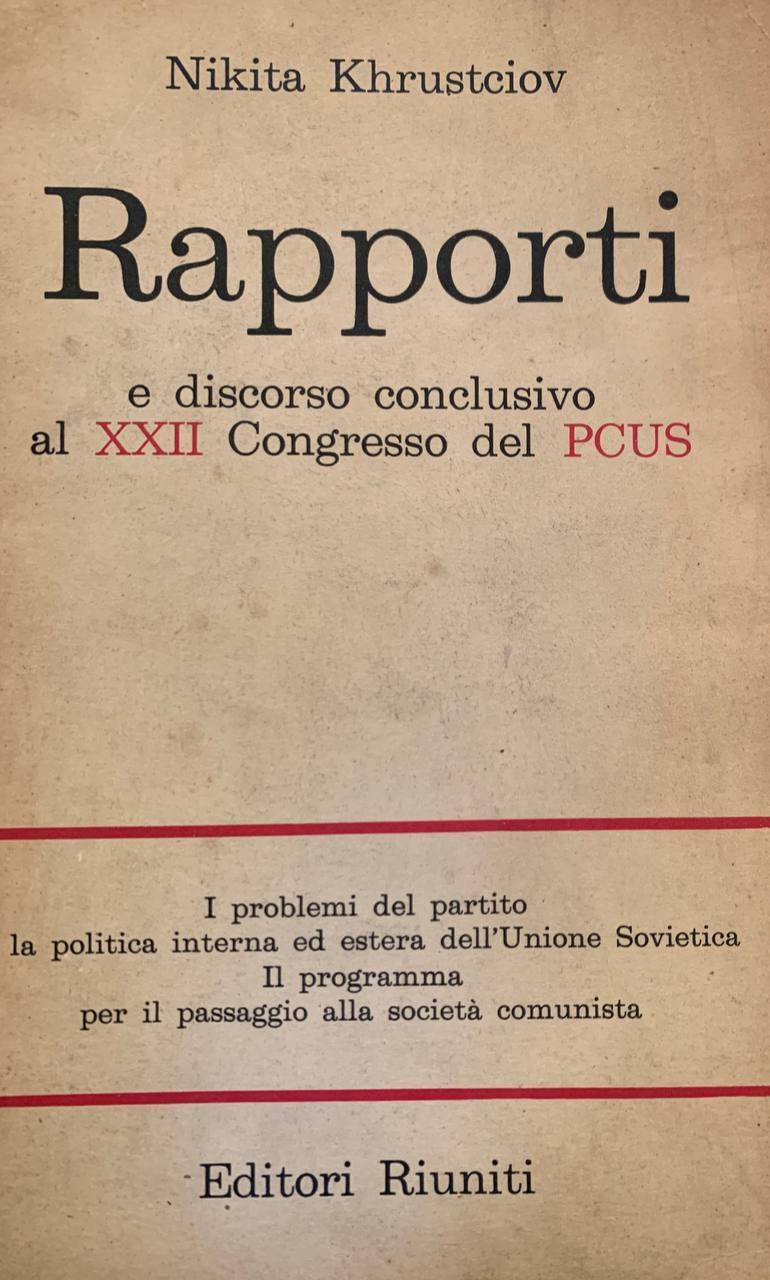 Nikita Khrustciov
Rapporti
e discorso conclusivo
al XXII Congresso del PCUS
I problemi del partito
la politica interna ed estera dell'Unione Sovietica
Il programma
per il passaggio alla società comunista
Editori Riuniti